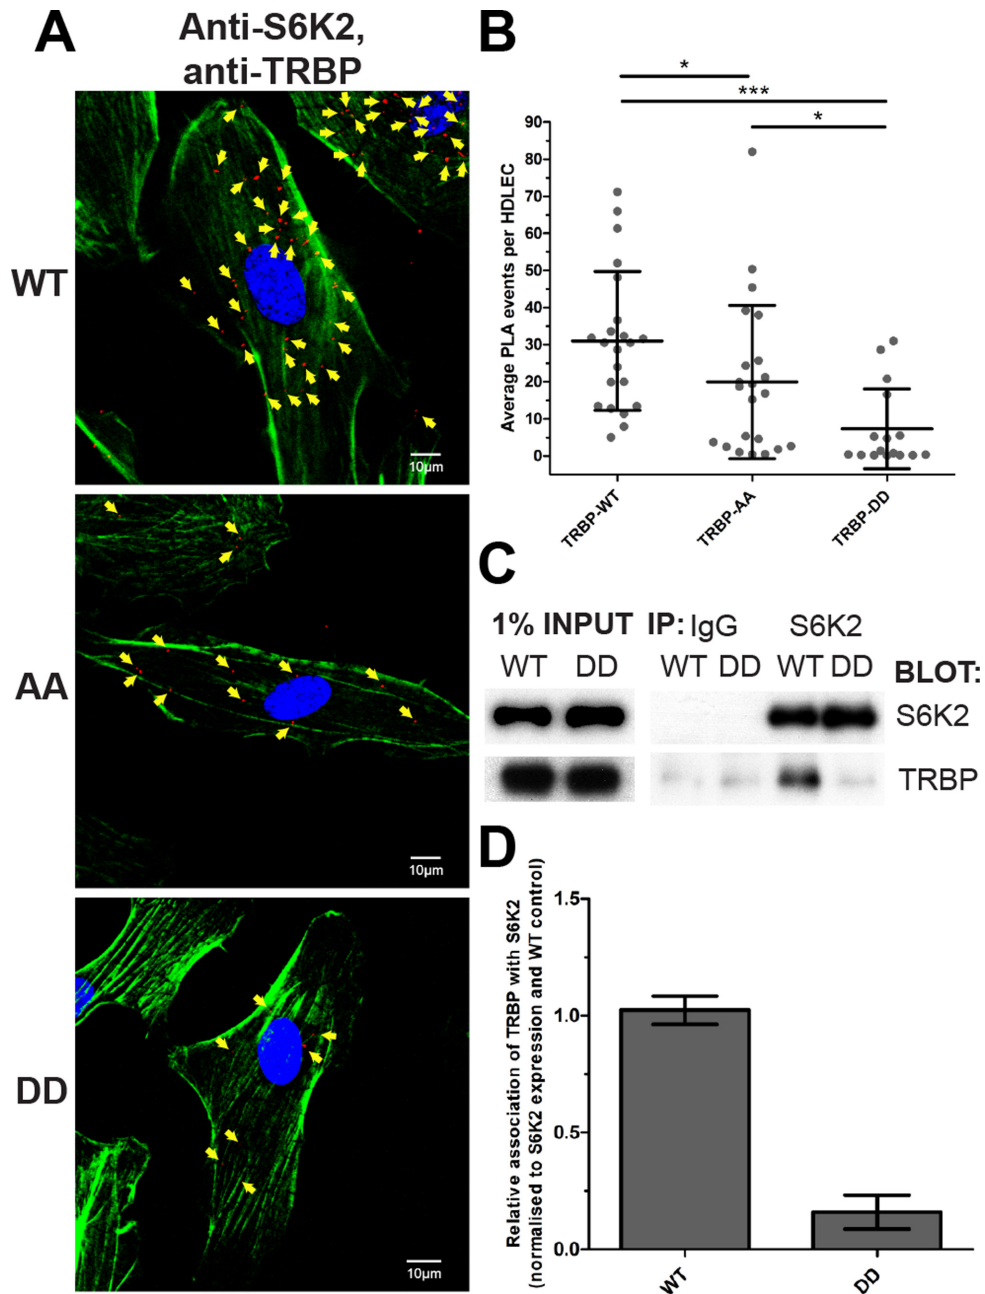 A
Anti-S6K2,
anti-TRBP
WT
10µm
AA
10µm
DD
10µm
B
*
***
*
Average PLA events per HDLEC
90
80
70
60
50
40
30
20
10
0
TRBP-WT
TRBP-AA
TRBP-DD
C
1% INPUT IP: IgG S6K2
WT DD WT DD WT DD BLOT:
S6K2
TRBP
D
Relative association of TRBP with S6K2
(normalised to S6K2 expression and WT control)
1.5
1.0
0.5
0.0
WT
DD